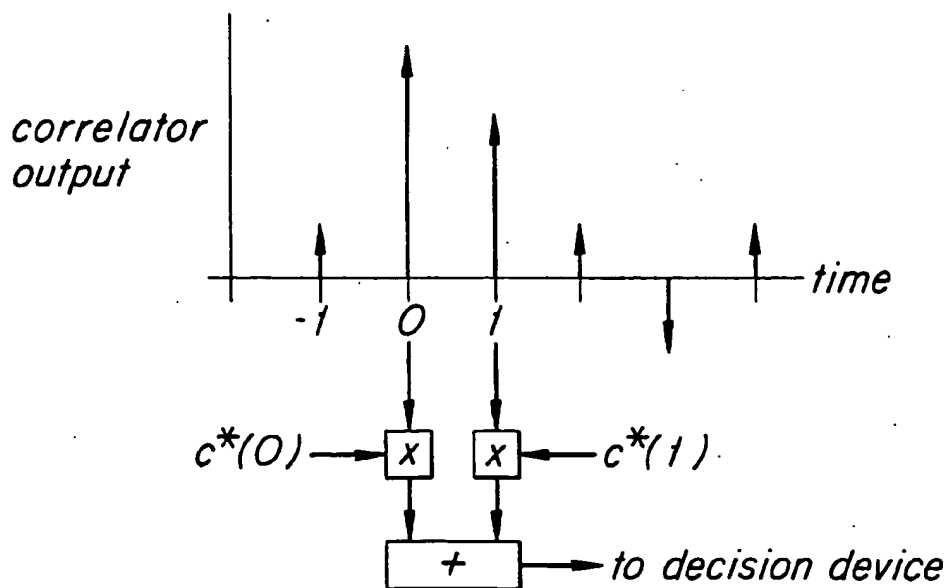 correlator
output
time
-1 0 1
c*(0) x x c*(1)
+ to decision device